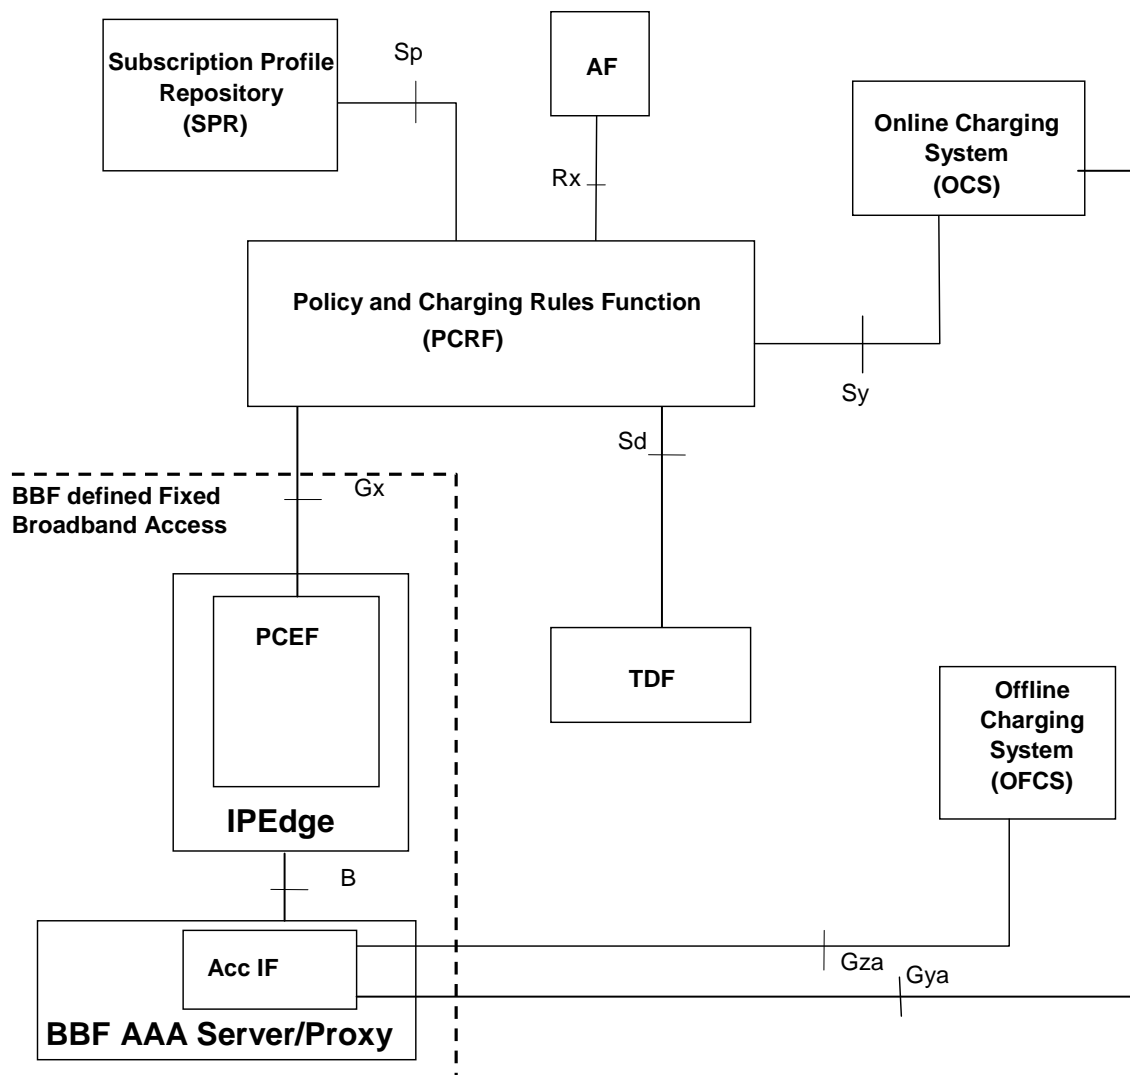 Subscription Profile
Repository
(SPR)
Sp
AF
Rx
Online Charging
System
(OCS)
Policy and Charging Rules Function
(PCRF)
Sy
Sd
Gx
BBF defined Fixed
Broadband Access
PCEF
IPEdge
TDF
Offline
Charging
System
(OFCS)
B
Acc IF
BBF AAA Server/Proxy
Gza
Gya